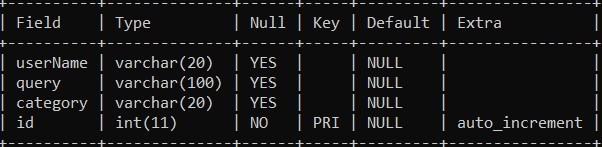 | Field | Type | Null | Key | Default | Extra |
| userName | varchar(20) | YES | | NULL | |
| query | varchar(100) | YES | | NULL | |
| category | varchar(20) | YES | | NULL | |
| id | int(11) | NO | PRI | NULL | auto_increment |